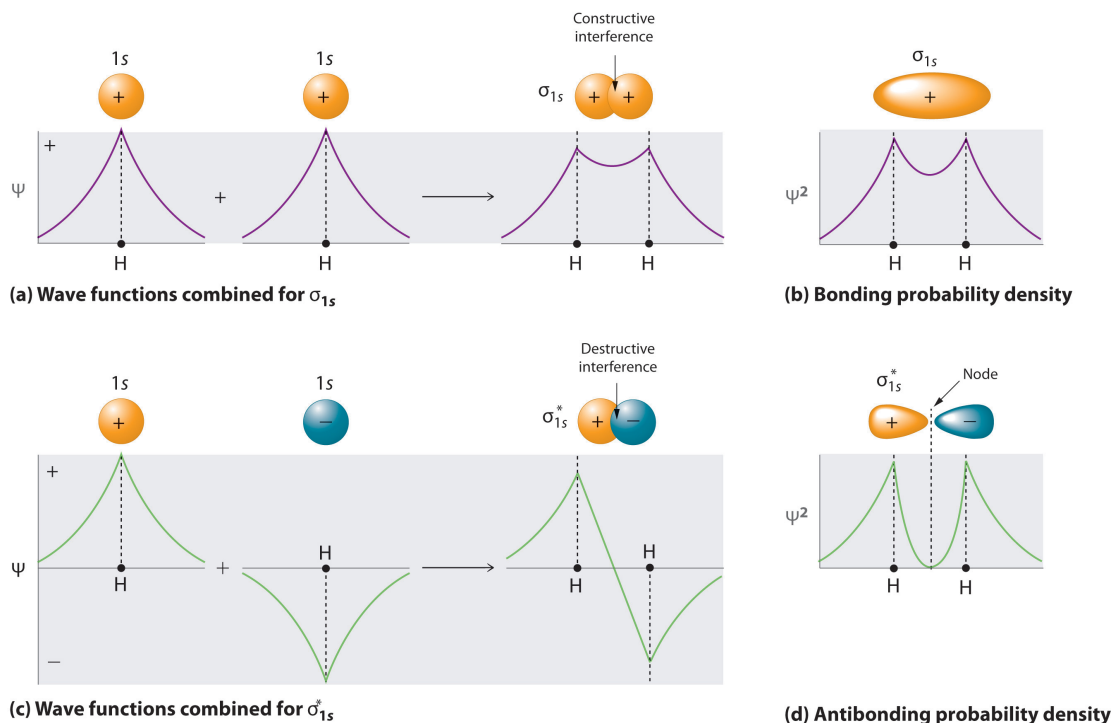 Constructive
interference
1s
1s
σ1s
σ1s
+
+
+ +
+
+
Ψ
+
Ψ²
H
H
H
H
H
H
(a) Wave functions combined for σ1s
(b) Bonding probability density
Destructive
interference
Node
1s
1s
σ*1s
σ*1s
+
−
+ −
+ −
+
Ψ
+
Ψ²
H
H
H
H
H
H
−
(c) Wave functions combined for σ*1s
(d) Antibonding probability density